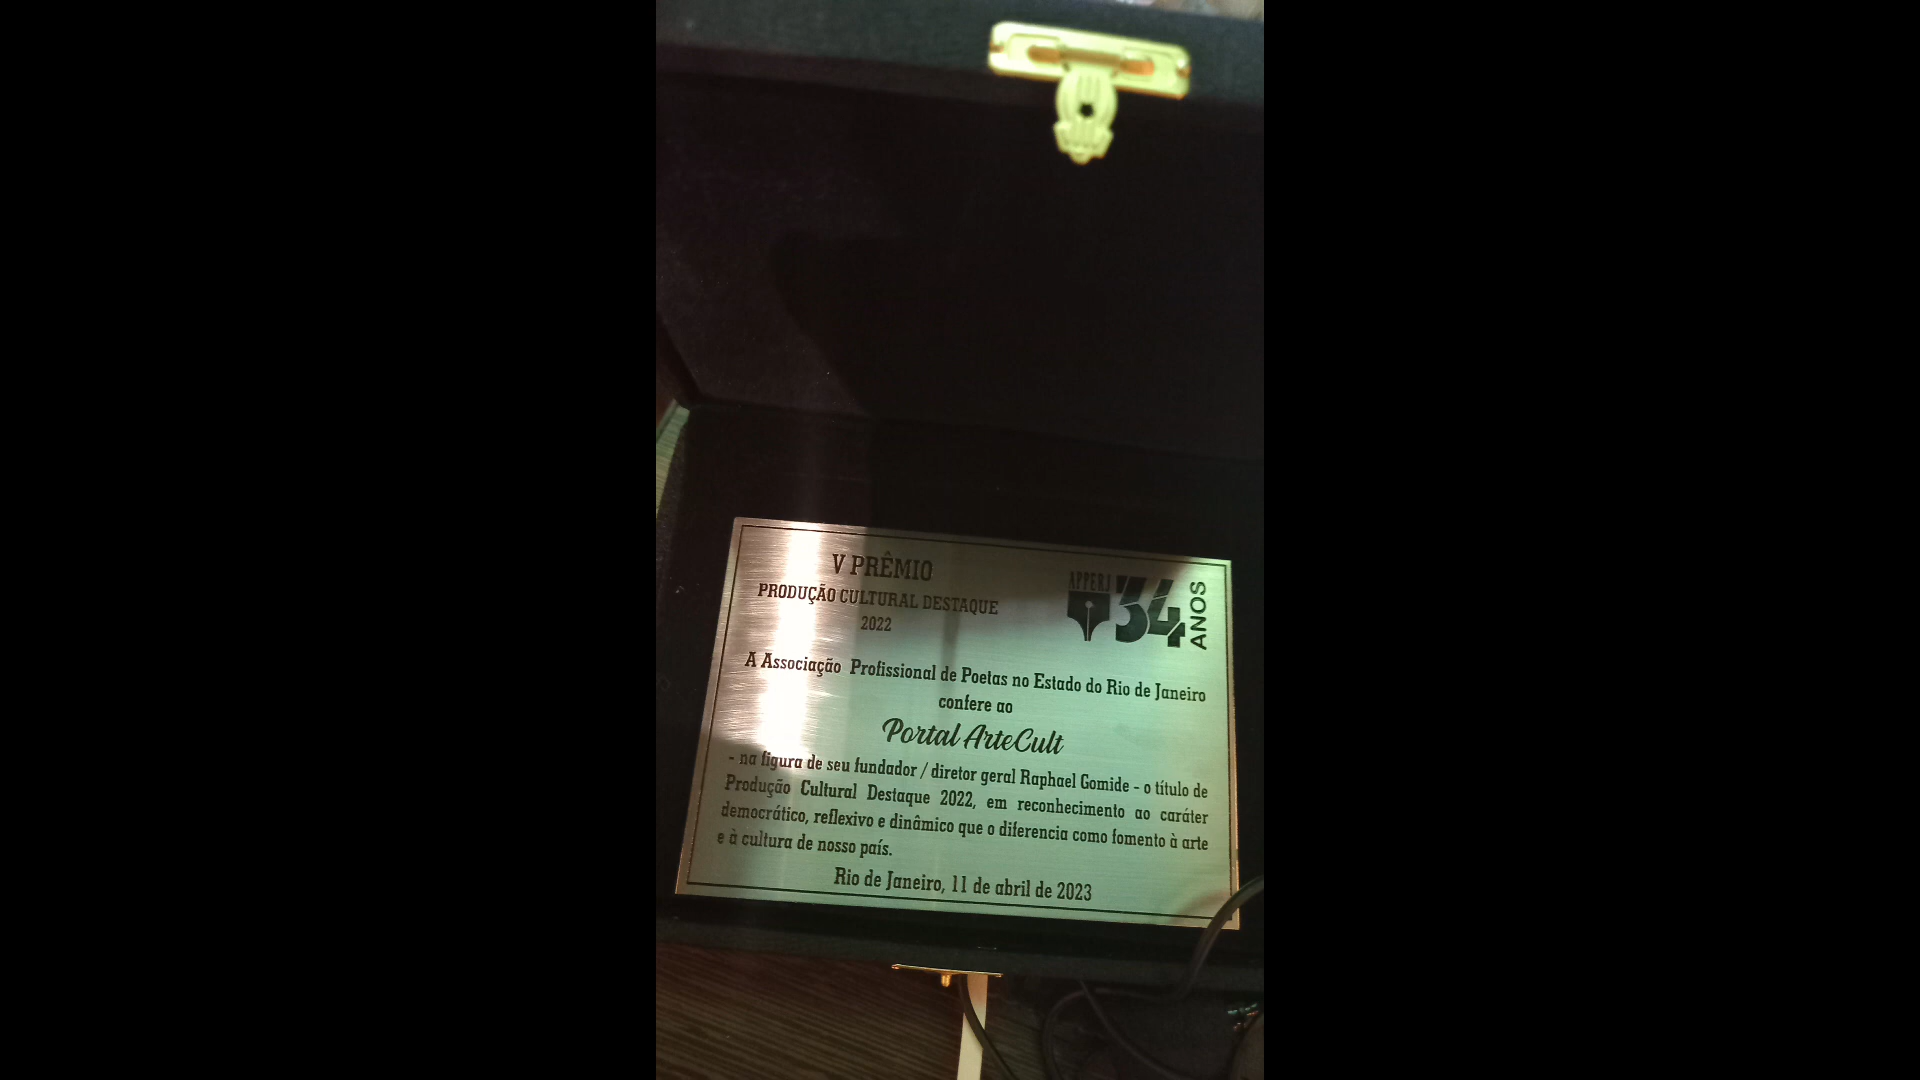 V PRÊMIO
PRODUÇÃO CULTURAL DESTAQUE
2022
APPERJ
34
ANOS
A Associação Profissional de Poetas no Estado do Rio de Janeiro
confere ao
Portal ArteCult
- na figura de seu fundador / diretor geral Raphael Gomide - o título de
Produção Cultural Destaque 2022, em reconhecimento ao caráter
democrático, reflexivo e dinâmico que o diferencia como fomento à arte
e à cultura de nosso país.
Rio de Janeiro, 11 de abril de 2023